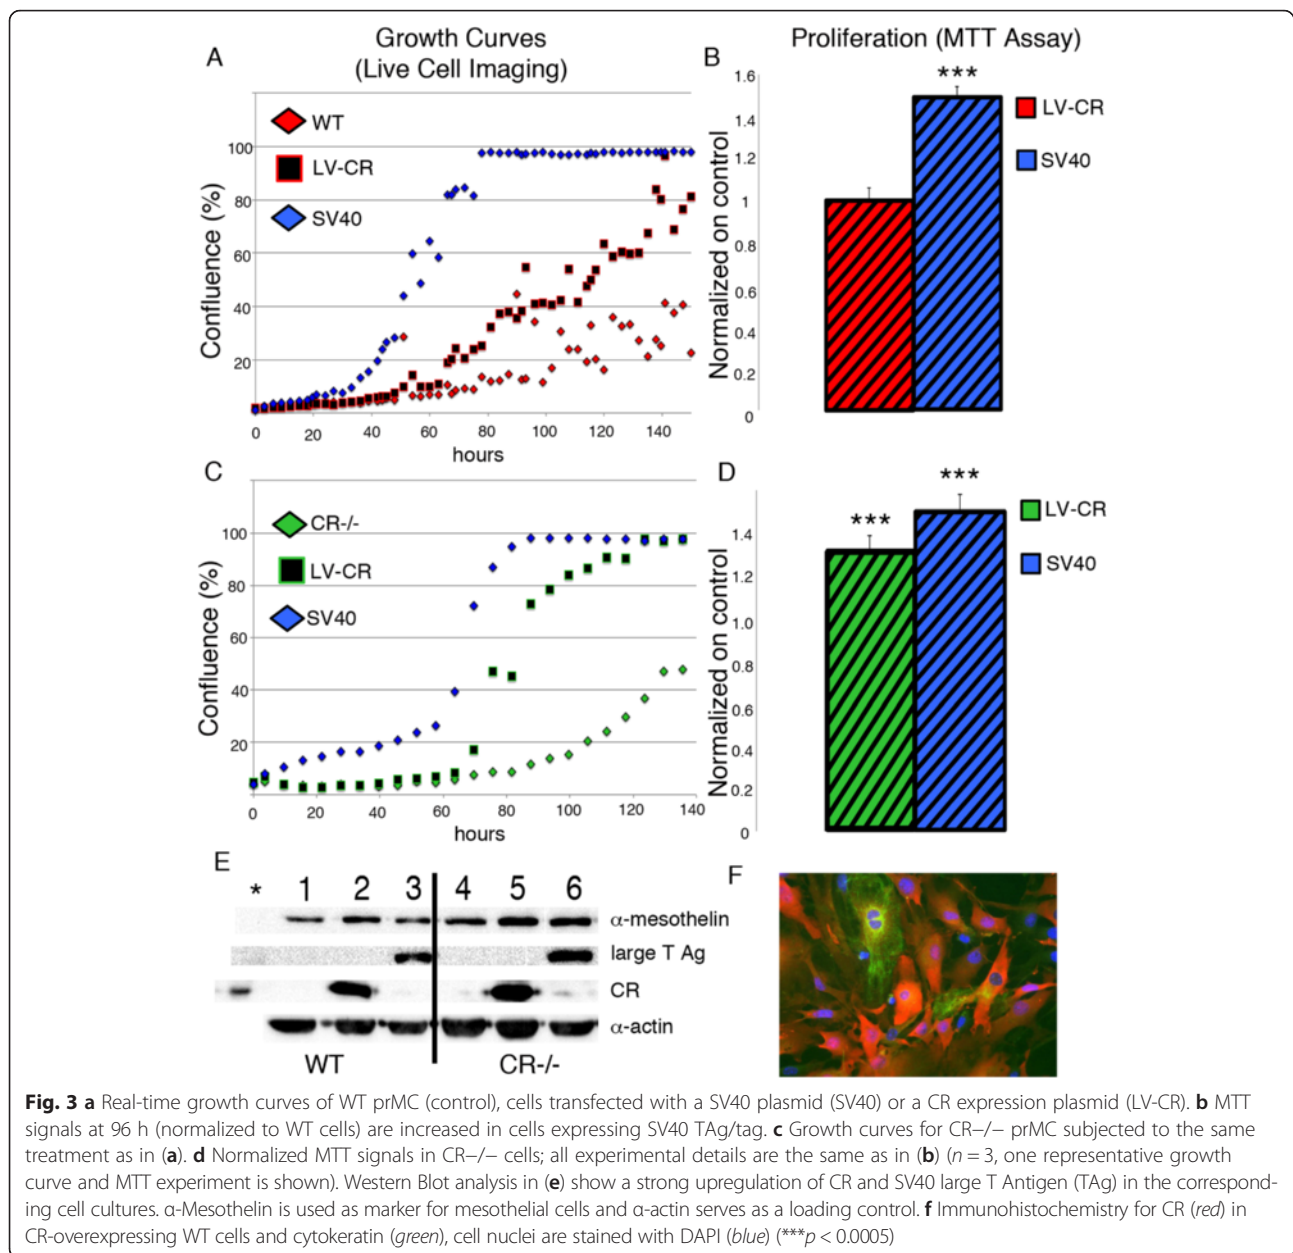 A
Growth Curves
(Live Cell Imaging)
WT
LV-CR
SV40
Confluence (%)
100
80
60
40
20
0 20 40 60 80 100 120 140
hours
B
Proliferation (MTT Assay)
***
LV-CR
SV40
Normalized on control
1.6
1.4
1.2
1
0.8
0.6
0.4
0.2
0
C
CR-/-
LV-CR
SV40
Confluence (%)
100
80
60
40
20
0 20 40 60 80 100 120 140
hours
D
***
***
LV-CR
SV40
Normalized on control
1.4
1.2
1.0
0.8
0.6
0.4
0.2
0
E
* 1 2 3 4 5 6
α-mesothelin
large T Ag
CR
α-actin
WT CR-/-
F
Fig. 3 a Real-time growth curves of WT prMC (control), cells transfected with a SV40 plasmid (SV40) or a CR expression plasmid (LV-CR). b MTT
signals at 96 h (normalized to WT cells) are increased in cells expressing SV40 TAg/tag. c Growth curves for CR−/− prMC subjected to the same
treatment as in (a). d Normalized MTT signals in CR−/− cells; all experimental details are the same as in (b) (n = 3, one representative growth
curve and MTT experiment is shown). Western Blot analysis in (e) show a strong upregulation of CR and SV40 large T Antigen (TAg) in the correspond-
ing cell cultures. α-Mesothelin is used as marker for mesothelial cells and α-actin serves as a loading control. f Immunohistochemistry for CR (red) in
CR-overexpressing WT cells and cytokeratin (green), cell nuclei are stained with DAPI (blue) (***p < 0.0005)